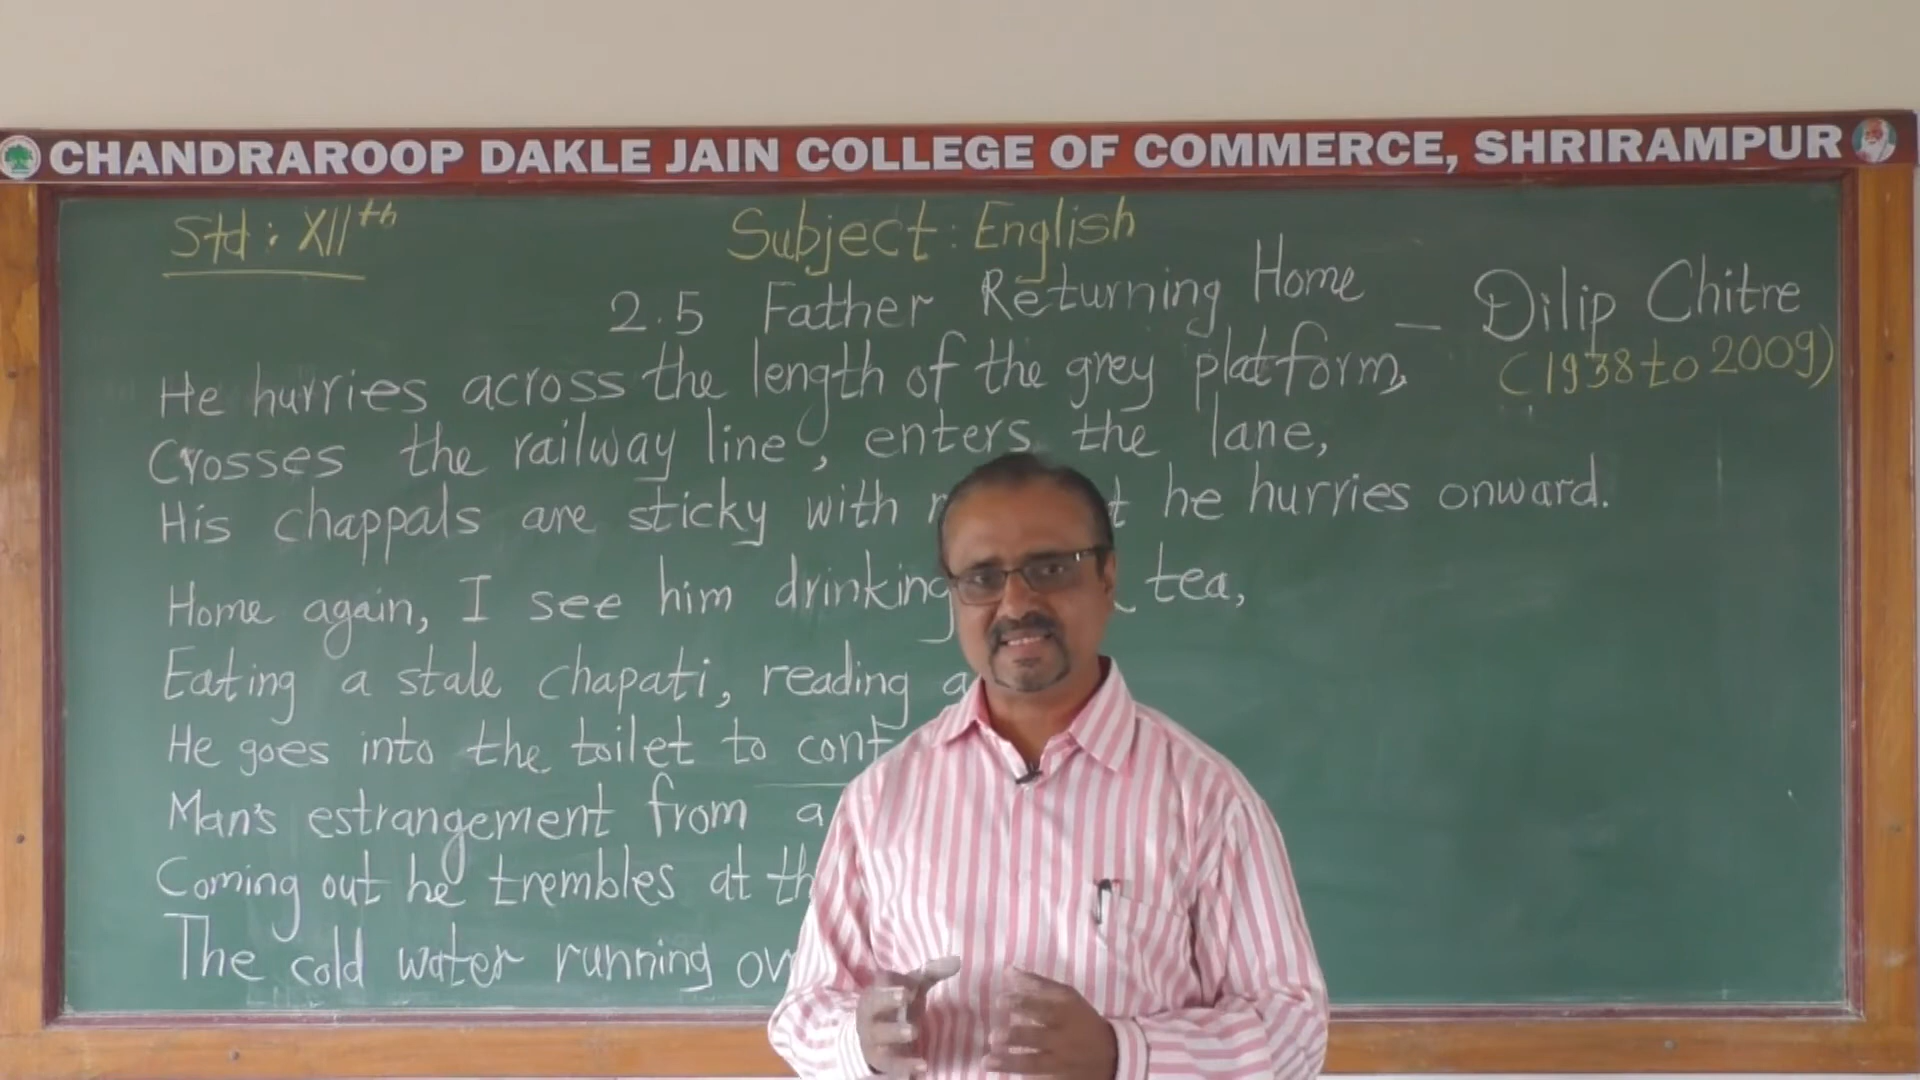 CHANDRAROOP DAKLE JAIN COLLEGE OF COMMERCE, SHRIRAMPUR
Std : XIIth
Subject : English
2.5 Father Returning Home — Dilip Chitre
(1938 to 2009)
He hurries across the length of the grey platform,
Crosses the railway line, enters the lane,
His chappals are sticky with he hurries onward.
Home again, I see him drinking tea,
Eating a stale chapati, reading a
He goes into the toilet to
Man's estrangement from a
Coming out he trembles at
The cold water running